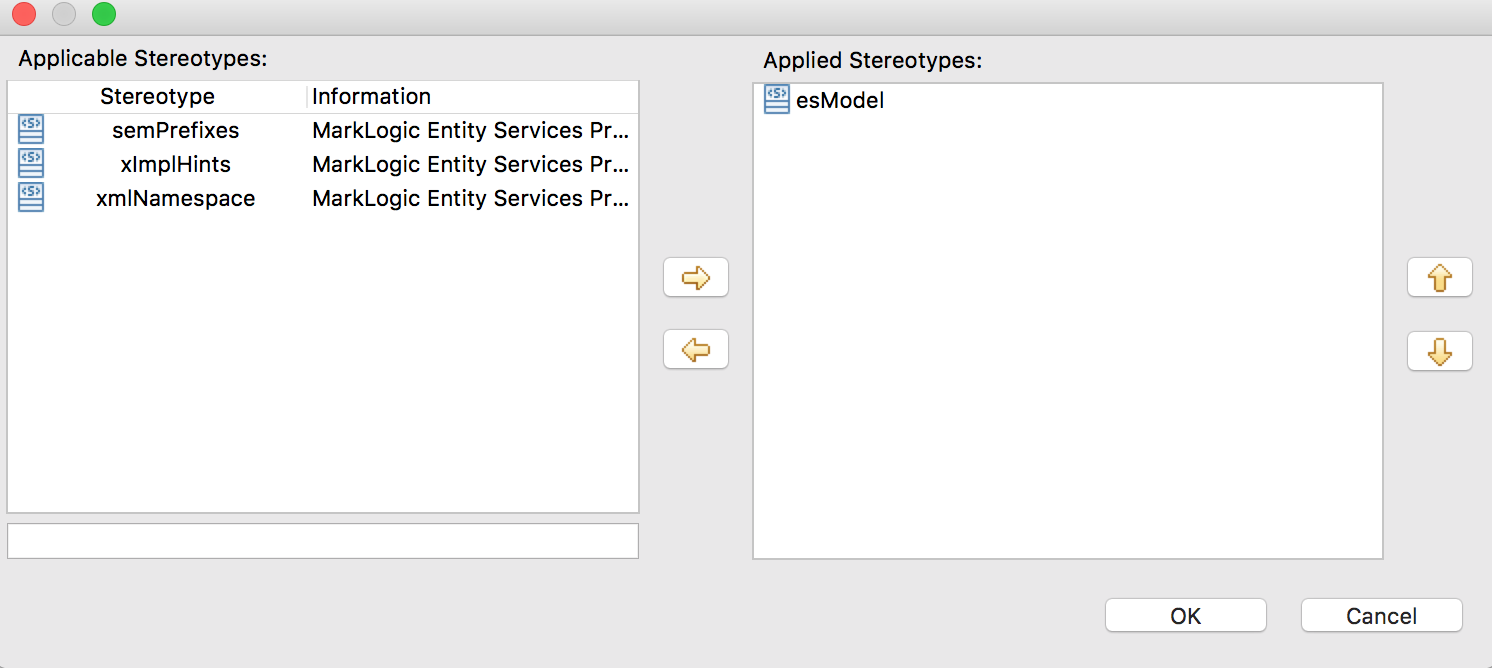 Applicable Stereotypes:
Stereotype Information
<S> semPrefixes MarkLogic Entity Services Pr...
<S> xImplHints MarkLogic Entity Services Pr...
<S> xmlNamespace MarkLogic Entity Services Pr...
Applied Stereotypes:
<S> esModel
OK Cancel